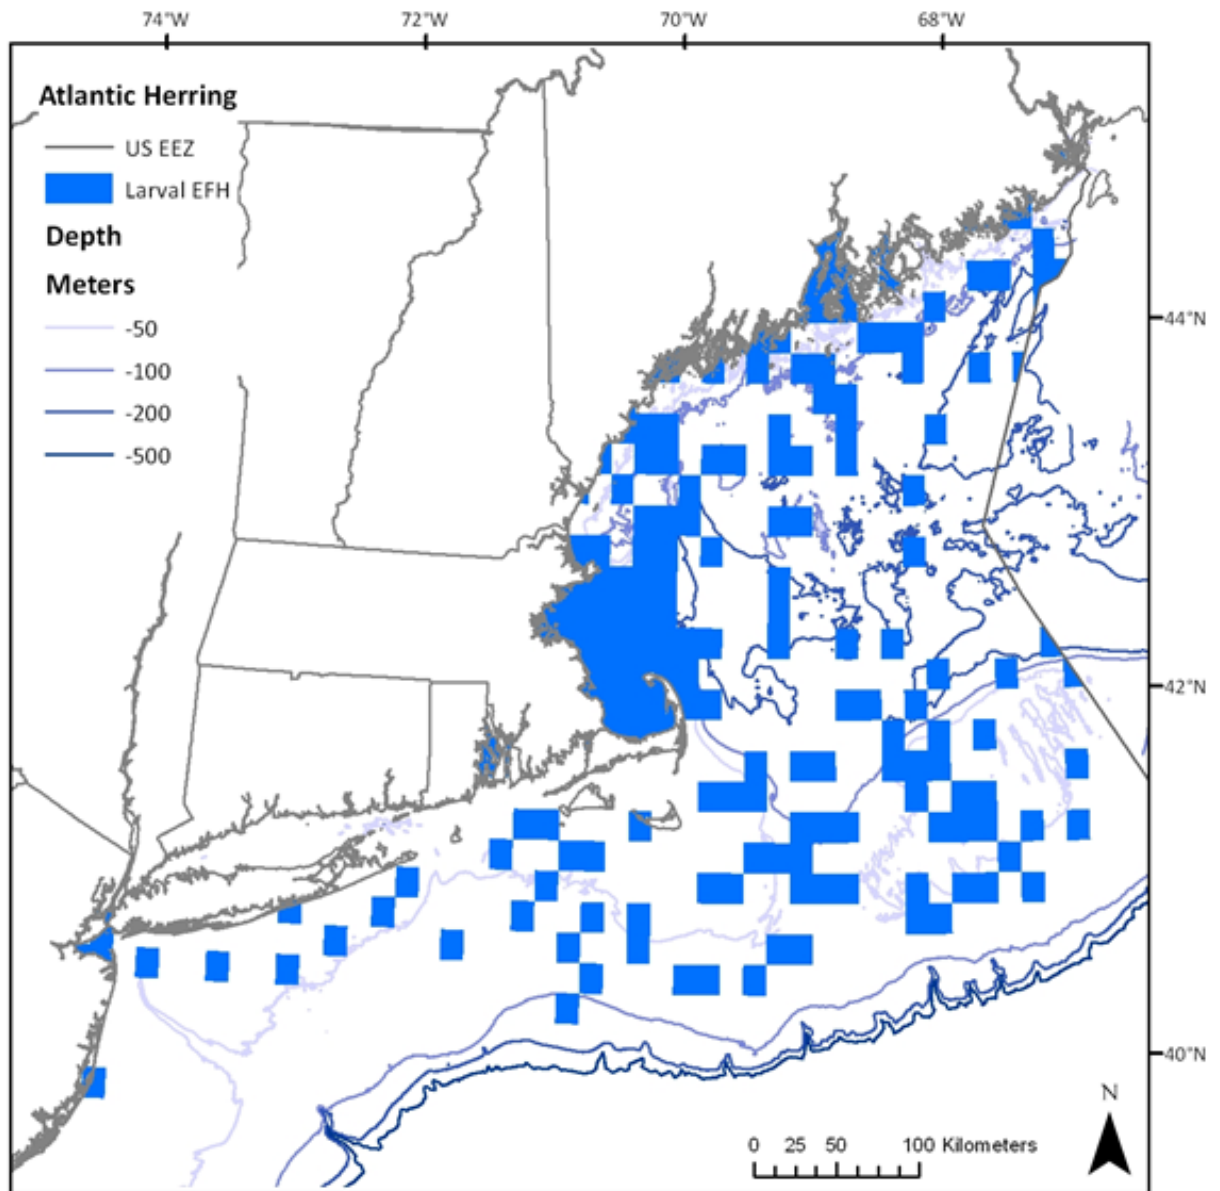 74°W 72°W 70°W 68°W
Atlantic Herring
US EEZ
Larval EFH
Depth
Meters
-50
-100
-200
-500
44°N
42°N
40°N
N
0 25 50 100 Kilometers